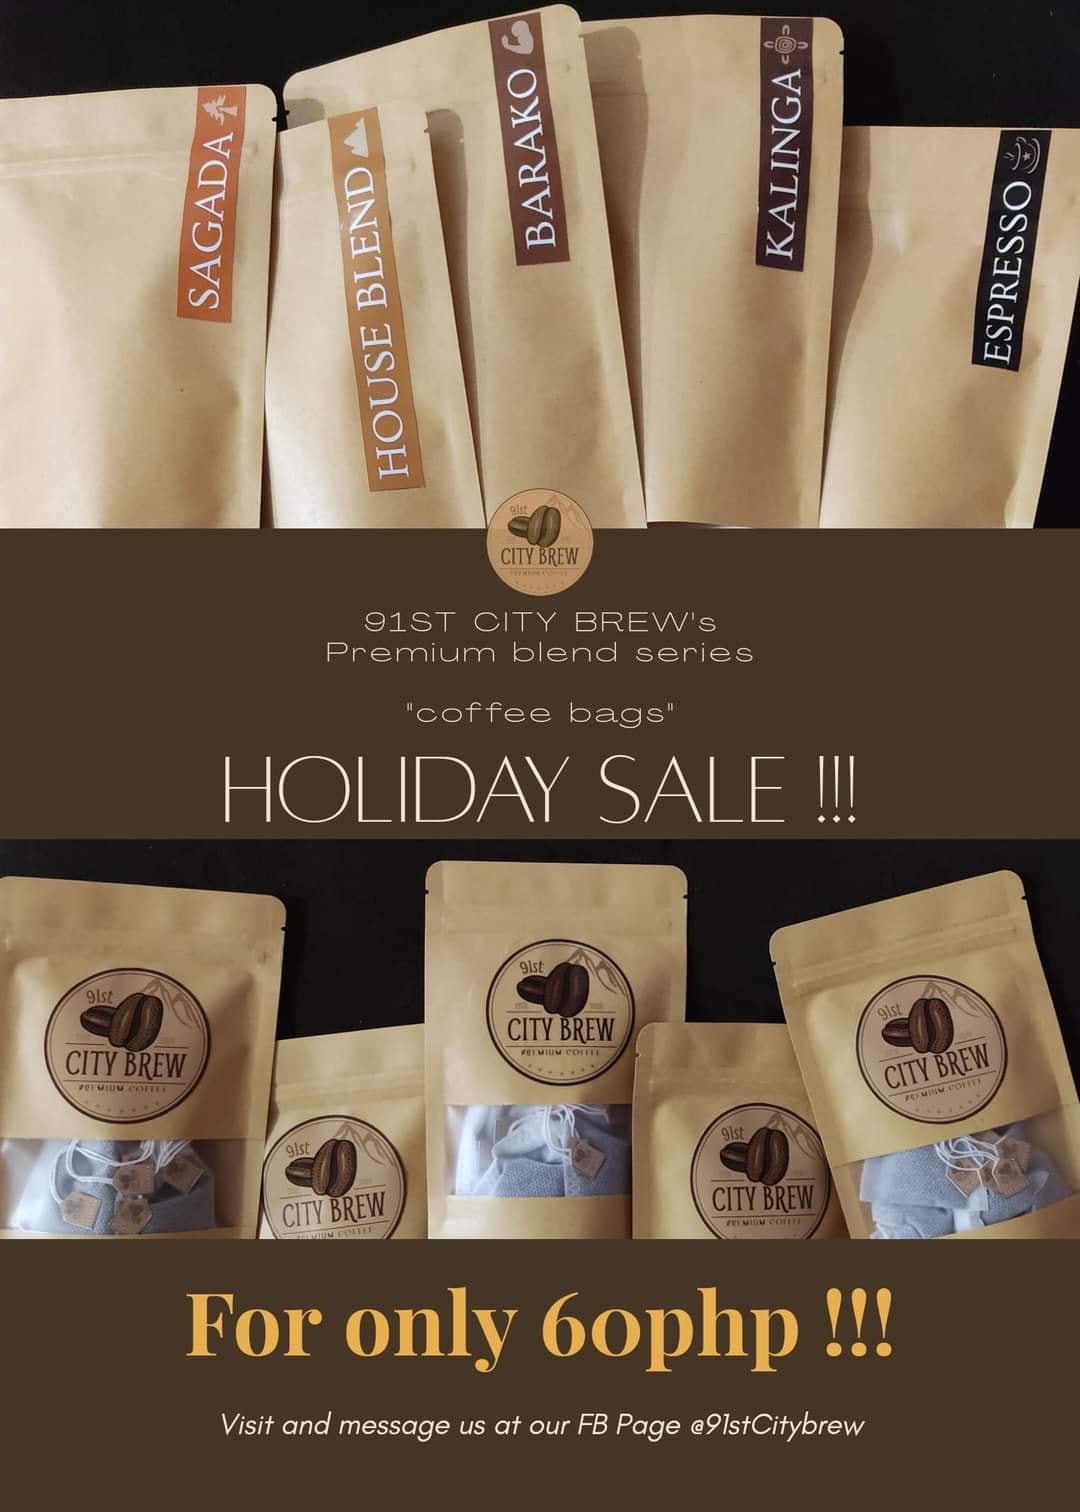 SAGADA
HOUSE BLEND
BARAKO
KALINGA
ESPRESSO
91st
CITY BREW
PREMIUM COFFEE
91ST CITY BREW's
Premium blend series
"coffee bags"
HOLIDAY SALE !!!
91st
CITY BREW
PREMIUM COFFEE
91st
CITY BREW
PREMIUM COFFEE
91st
CITY BREW
PREMIUM COFFEE
91st
CITY BREW
PREMIUM COFFEE
91st
CITY BREW
PREMIUM COFFEE
For only 60php !!!
Visit and message us at our FB Page @91stCitybrew